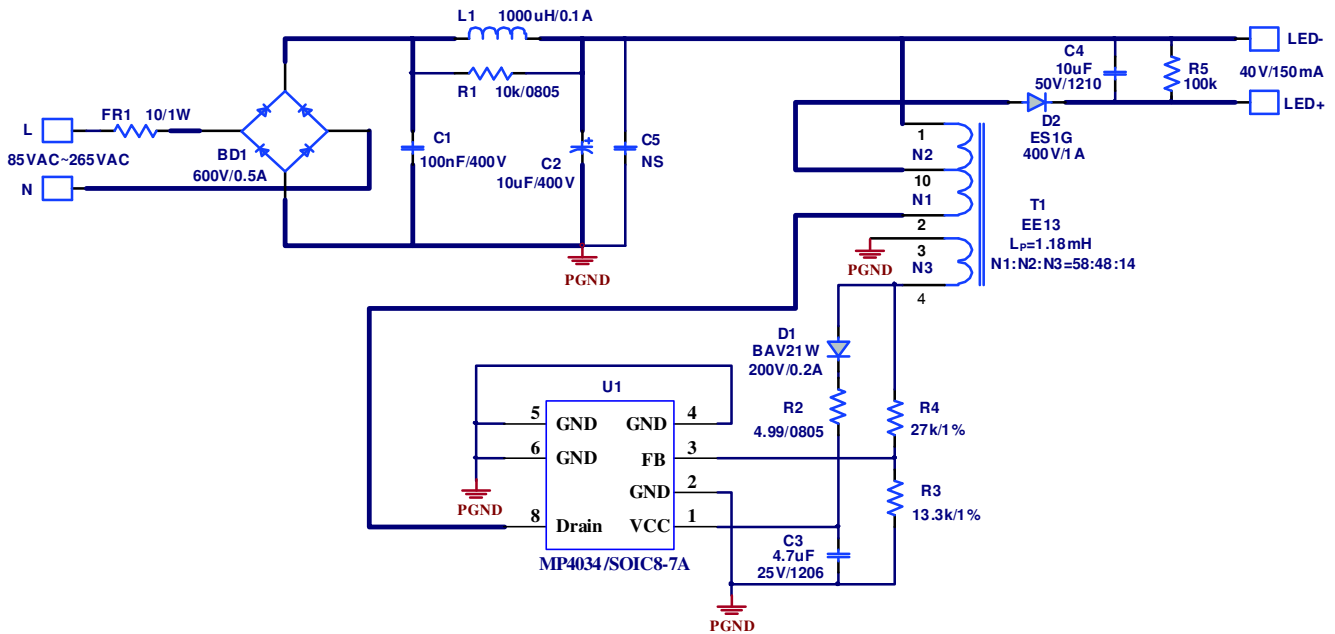 L1 1000uH/0.1A
R1 10k/0805
FR1 10/1W
L
85VAC~265VAC
N
BD1
600V/0.5A
C1
100nF/400V
C2
10uF/400V
C5
NS
PGND
C4
10uF
50V/1210
R5
100k
LED-
40V/150mA
LED+
D2
ES1G
400V/1A
1
N2
10
N1
2
3
N3
4
PGND
T1
EE13
LP=1.18mH
N1:N2:N3=58:48:14
D1
BAV21W
200V/0.2A
R2
4.99/0805
R4
27k/1%
R3
13.3k/1%
U1
5 GND GND 4
6 GND FB 3
GND 2
8 Drain VCC 1
PGND
MP4034/SOIC8-7A
C3
4.7uF
25V/1206
PGND